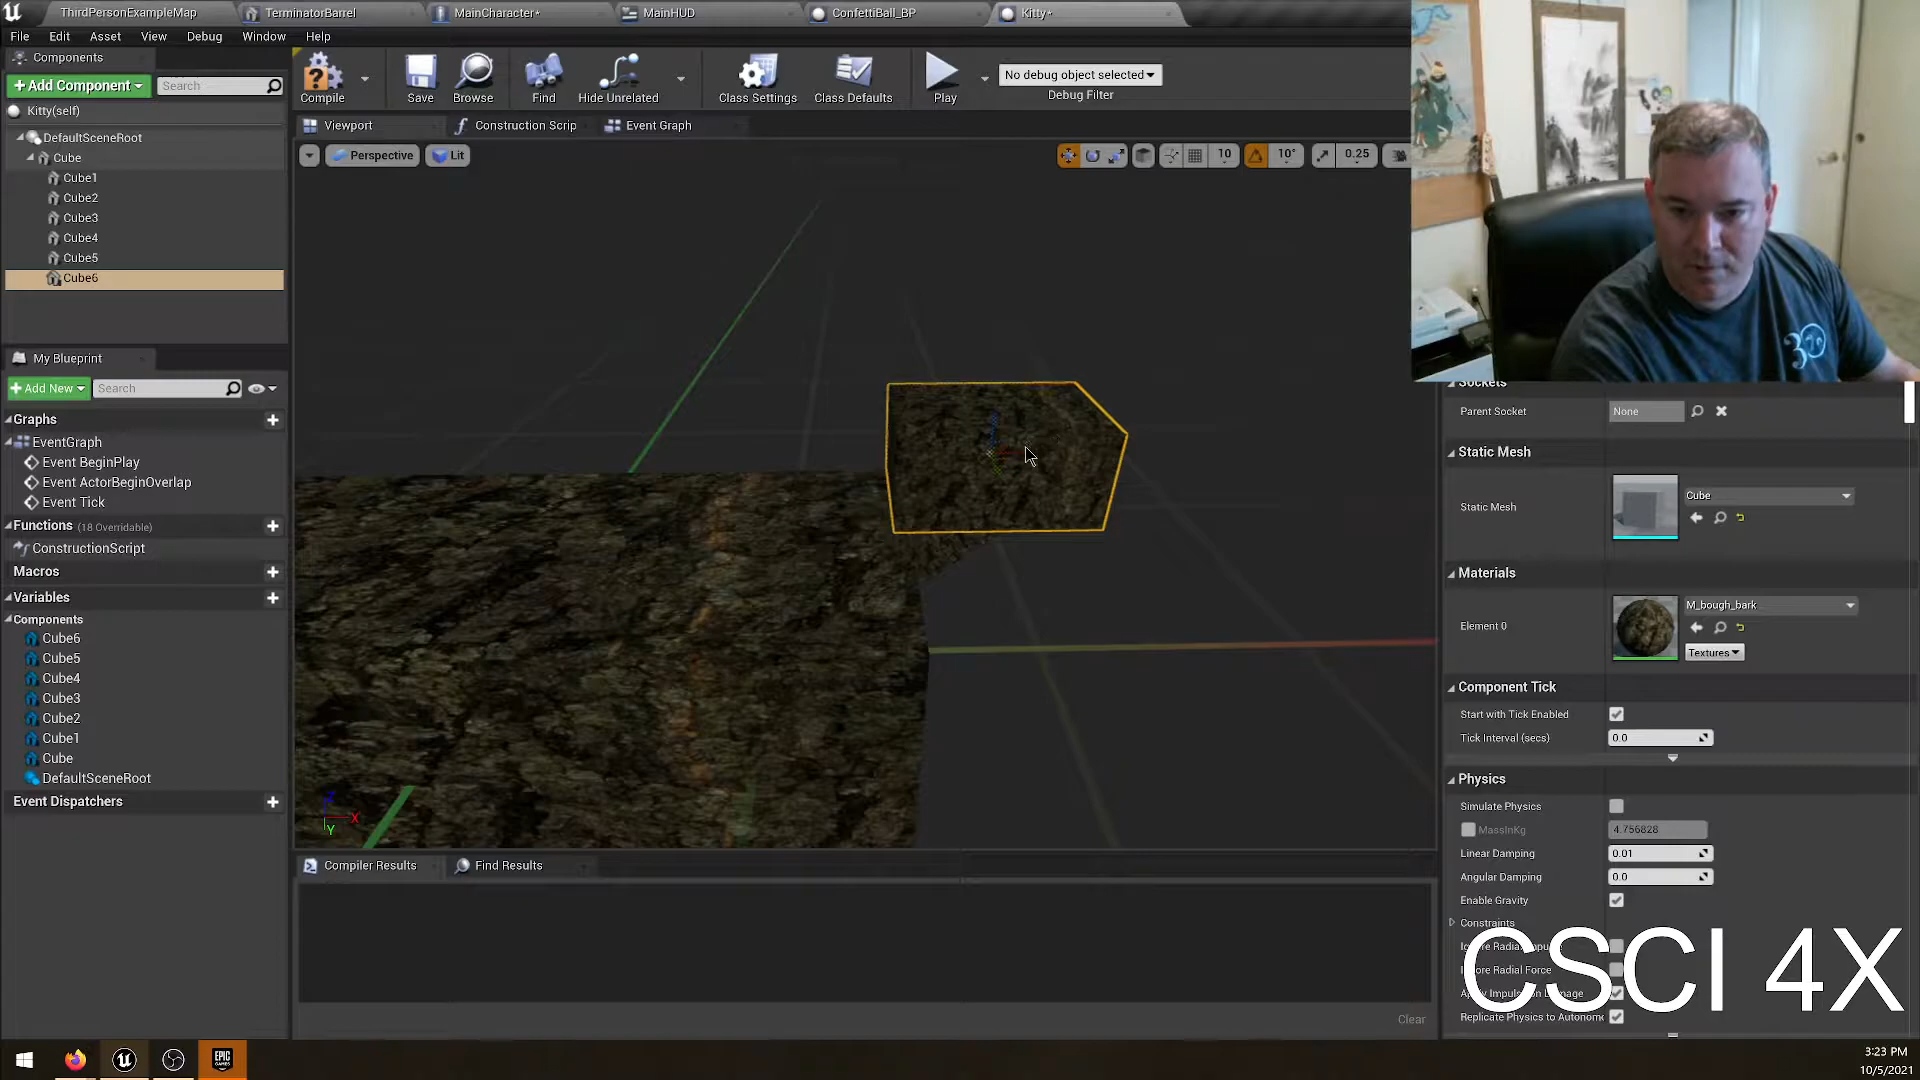 ThirdPersonExampleMap
TerminatorBarrel
MainCharacter*
MainHUD
ConfettiBall_BP
Kitty*
File Edit Asset View Debug Window Help
Components
+Add Component
Search
Kitty(self)
DefaultSceneRoot
Cube
Cube1
Cube2
Cube3
Cube4
Cube5
Cube6
My Blueprint
+Add New
Search
Graphs
EventGraph
Event BeginPlay
Event ActorBeginOverlap
Event Tick
Functions (18 Overridable)
ConstructionScript
Macros
Variables
Components
Cube6
Cube5
Cube4
Cube3
Cube2
Cube1
Cube
DefaultSceneRoot
Event Dispatchers
Compile
Save
Browse
Find
Hide Unrelated
Class Settings
Class Defaults
Play
No debug object selected
Debug Filter
Viewport
Construction Scrip
Event Graph
Perspective
Lit
10
10°
0.25
Z
X
Y
Compiler Results
Find Results
Clear
30
Sockets
Parent Socket
None
Static Mesh
Static Mesh
Cube
Materials
Element 0
M_bough_bark
Textures
Component Tick
Start with Tick Enabled
Tick Interval (secs)
0.0
Physics
Simulate Physics
MassInKg
4.756828
Linear Damping
0.01
Angular Damping
0.0
Enable Gravity
Constraints
Replicate Physics to Autonom
CSCI 4X
EPIC
GAMES
3:23 PM
10/5/2021